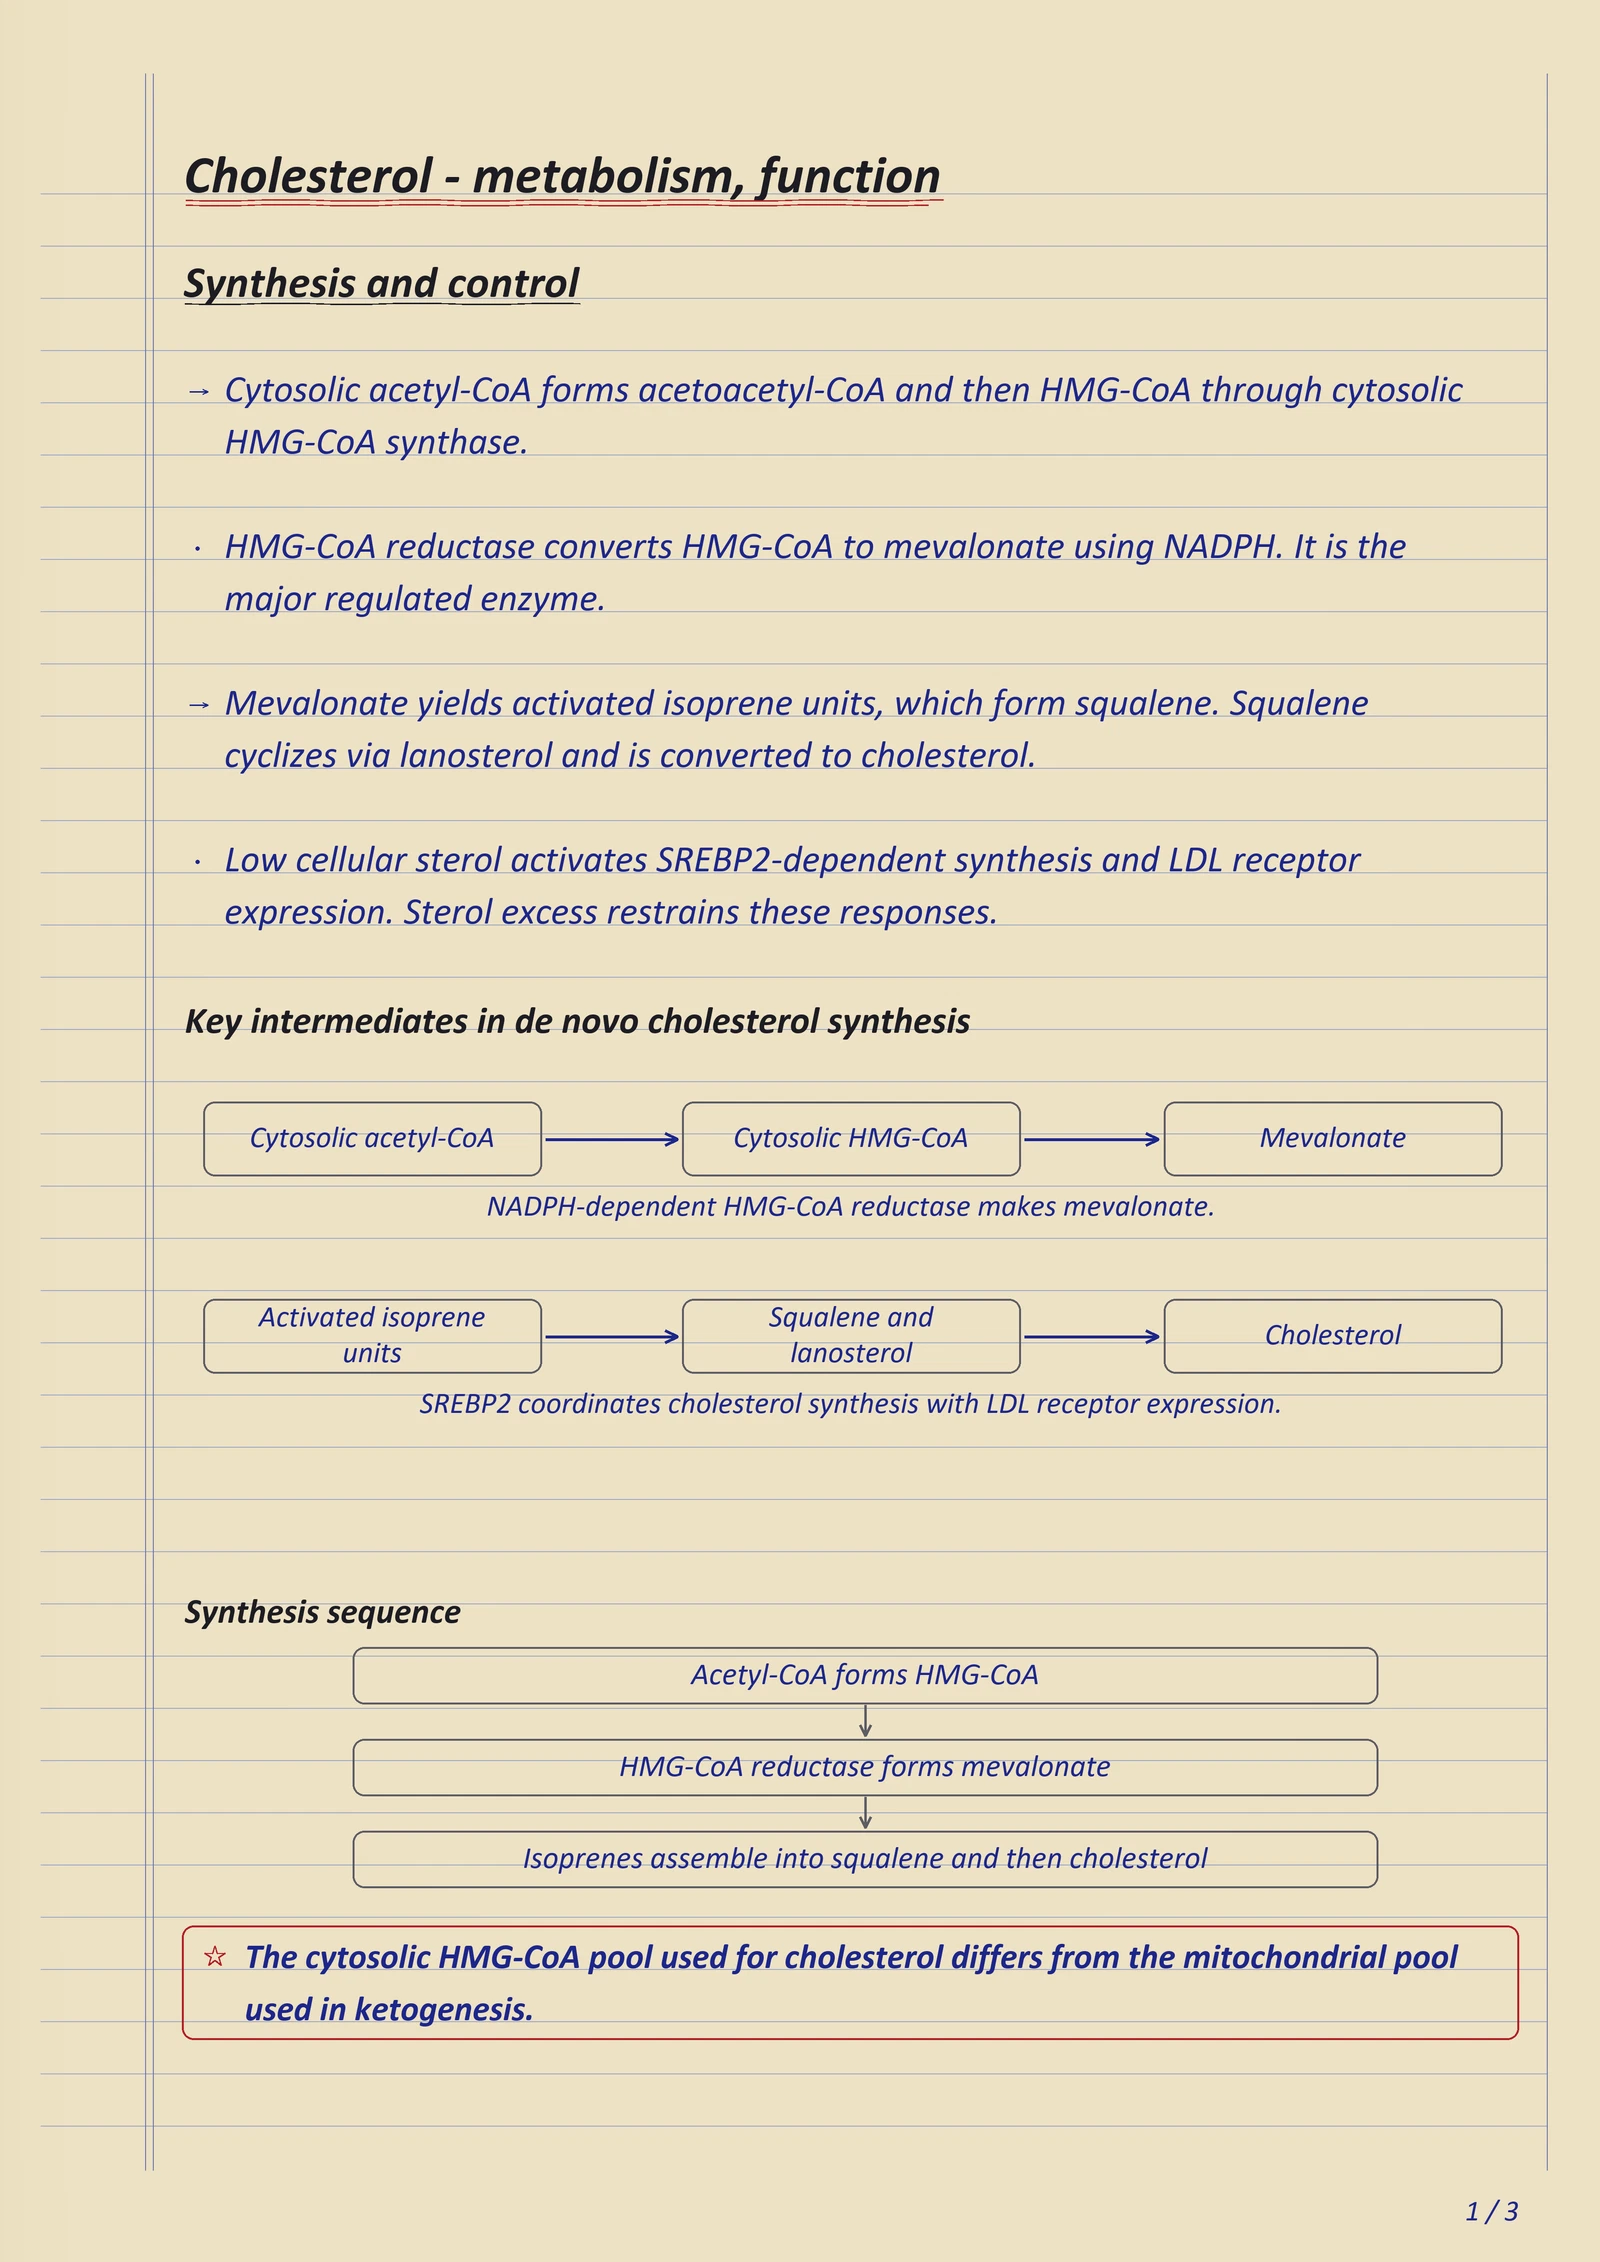 Cholesterol - metabolism, function
Synthesis and control
→ Cytosolic acetyl-CoA forms acetoacetyl-CoA and then HMG-CoA through cytosolic
HMG-CoA synthase.
· HMG-CoA reductase converts HMG-CoA to mevalonate using NADPH. It is the
major regulated enzyme.
→ Mevalonate yields activated isoprene units, which form squalene. Squalene
cyclizes via lanosterol and is converted to cholesterol.
· Low cellular sterol activates SREBP2-dependent synthesis and LDL receptor
expression. Sterol excess restrains these responses.
Key intermediates in de novo cholesterol synthesis
Cytosolic acetyl-CoA
Cytosolic HMG-CoA
Mevalonate
NADPH-dependent HMG-CoA reductase makes mevalonate.
Activated isoprene
units
Squalene and
lanosterol
Cholesterol
SREBP2 coordinates cholesterol synthesis with LDL receptor expression.
Synthesis sequence
Acetyl-CoA forms HMG-CoA
HMG-CoA reductase forms mevalonate
Isoprenes assemble into squalene and then cholesterol
☆ The cytosolic HMG-CoA pool used for cholesterol differs from the mitochondrial pool
used in ketogenesis.
1 / 3